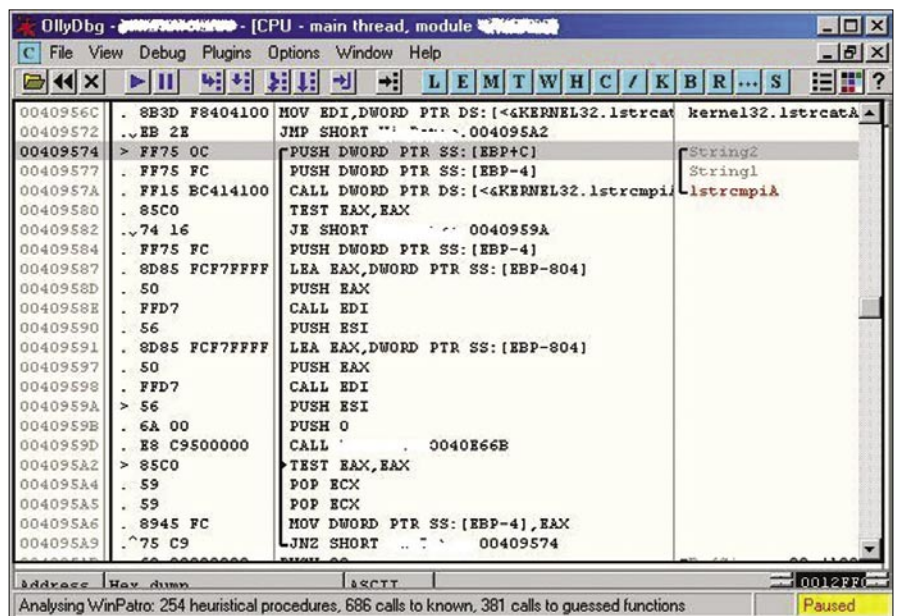 OllyDbg - - [CPU - main thread, module
C File View Debug Plugins Options Window Help
L E M T W H C / K B R ... S ?
0040956C . 8B3D F8404100 MOV EDI,DWORD PTR DS:[<&KERNEL32.lstrcat kernel32.lstrcatA
00409572 .⌄EB 2E JMP SHORT .004095A2
00409574 > FF75 0C PUSH DWORD PTR SS:[EBP+C] String2
00409577 . FF75 FC PUSH DWORD PTR SS:[EBP-4] String1
0040957A . FF15 BC414100 CALL DWORD PTR DS:[<&KERNEL32.lstrcmpiA lstrcmpiA
00409580 . 85C0 TEST EAX,EAX
00409582 .⌄74 16 JE SHORT 0040959A
00409584 . FF75 FC PUSH DWORD PTR SS:[EBP-4]
00409587 . 8D85 FCF7FFFF LEA EAX,DWORD PTR SS:[EBP-804]
0040958D . 50 PUSH EAX
0040958E . FFD7 CALL EDI
00409590 . 56 PUSH ESI
00409591 . 8D85 FCF7FFFF LEA EAX,DWORD PTR SS:[EBP-804]
00409597 . 50 PUSH EAX
00409598 . FFD7 CALL EDI
0040959A > 56 PUSH ESI
0040959B . 6A 00 PUSH 0
0040959D . E8 C9500000 CALL 0040E66B
004095A2 > 85C0 TEST EAX,EAX
004095A4 . 59 POP ECX
004095A5 . 59 POP ECX
004095A6 . 8945 FC MOV DWORD PTR SS:[EBP-4],EAX
004095A9 .^75 C9 JNZ SHORT 00409574
Address Hex dump ASCII 0012FF
Analysing WinPatro: 254 heuristical procedures, 686 calls to known, 381 calls to guessed functions Paused